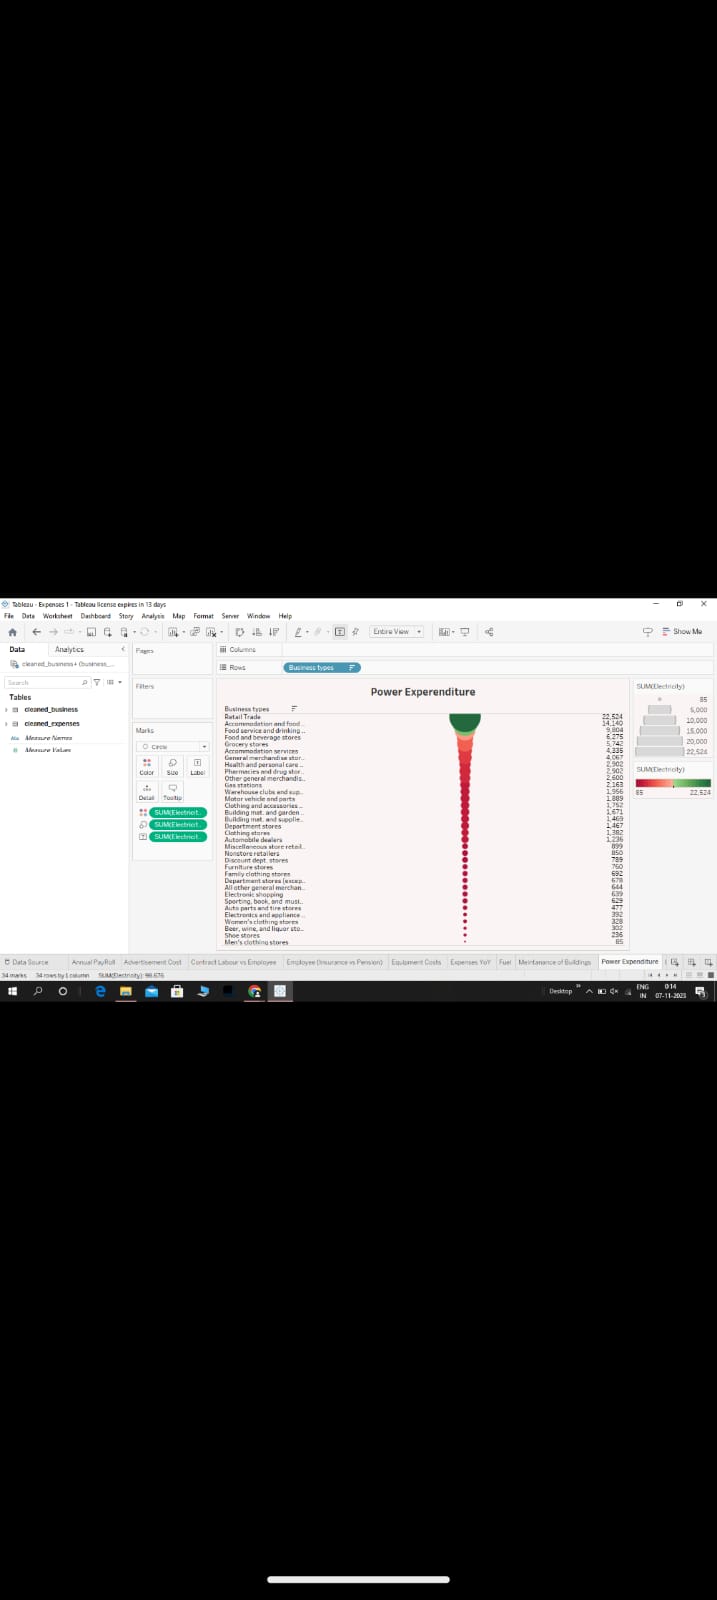 Tableau - Expenses 1 - Tableau license expires in 13 days
File Data Worksheet Dashboard Story Analysis Map Format Server Window Help
Entire View
Show Me
Data Analytics
Pages
Columns
cleaned_business+ (business_...
Rows Business types
Search
Filters
Tables
cleaned_business
cleaned_expenses
Abc Measure Names
# Measure Values
Marks
Circle
Color Size Label
Detail Tooltip
SUM(Electricit..
SUM(Electricit..
SUM(Electricit..
Power Experenditure
Business types
Retail Trade 22,524
Accommodation and food .. 14,140
Food service and drinking .. 9,804
Food and beverage stores 6,275
Grocery stores 5,742
Accommodation services 4,335
General merchandise stor.. 4,067
Health and personal care .. 2,902
Pharmacies and drug stor.. 2,902
Other general merchandis.. 2,600
Gas stations 2,163
Warehouse clubs and sup.. 1,956
Motor vehicle and parts 1,889
Clothing and accessories .. 1,752
Building mat. and garden .. 1,671
Building mat. and supplie.. 1,469
Department stores 1,467
Clothing stores 1,382
Automobile dealers 1,236
Miscellaneous store retail.. 899
Nonstore retailers 850
Discount dept. stores 789
Furniture stores 760
Family clothing stores 692
Department stores (excep.. 678
All other general merchan.. 644
Electronic shopping 639
Sporting, book, and musi.. 629
Auto parts and tire stores 477
Electronics and appliance .. 392
Women's clothing stores 328
Beer, wine, and liquor sto.. 302
Shoe stores 236
Men's clothing stores 85
SUM(Electricity)
85
5,000
10,000
15,000
20,000
22,524
SUM(Electricity)
85 22,524
Data Source Annual PayRoll Advertisement Cost Contract Labour vs Employee Employee (Insurance vs Pension) Equipment Costs Expenses YoY Fuel Meintanance of Buildings Power Expenditure
34 marks 34 rows by 1 column SUM(Electricity): 98,676
Desktop
ENG
IN
0:14
07-11-2023